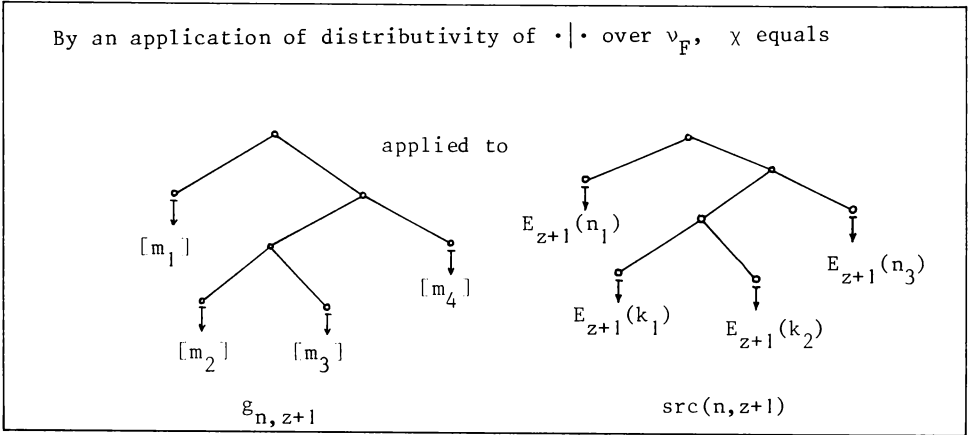 By an application of distributivity of ·|· over ν_F, χ equals
applied to
[m_1]
[m_4]
[m_2]
[m_3]
g_{n,z+1}
E_{z+1}(n_1)
E_{z+1}(n_3)
E_{z+1}(k_1)
E_{z+1}(k_2)
src(n,z+1)